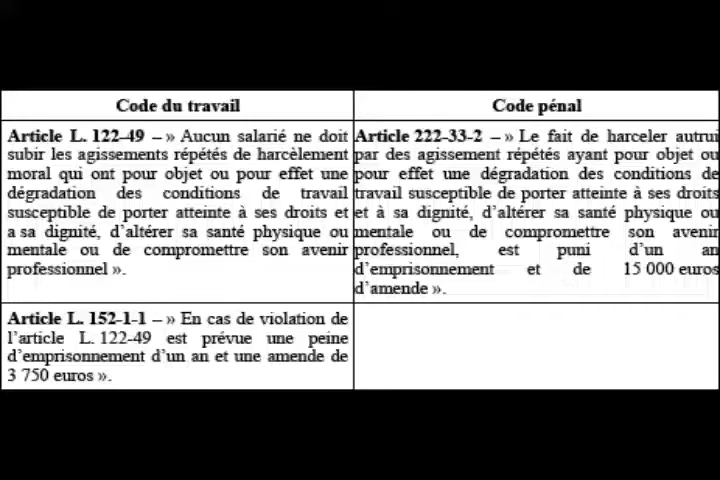 Code du travail
Code pénal
Article L. 122-49 – » Aucun salarié ne doit
subir les agissements répétés de harcèlement
moral qui ont pour objet ou pour effet une
dégradation des conditions de travail
susceptible de porter atteinte à ses droits et
a sa dignité, d’altérer sa santé physique ou
mentale ou de compromettre son avenir
professionnel ».
Article 222-33-2 – » Le fait de harceler autrui
par des agissement répétés ayant pour objet ou
pour effet une dégradation des conditions de
travail susceptible de porter atteinte à ses droits
et à sa dignité, d’altérer sa santé physique ou
mentale ou de compromettre son avenir
professionnel, est puni d’un an
d’emprisonnement et de 15 000 euros
d’amende ».
Article L. 152-1-1 – » En cas de violation de
l’article L. 122-49 est prévue une peine
d’emprisonnement d’un an et une amende de
3 750 euros ».